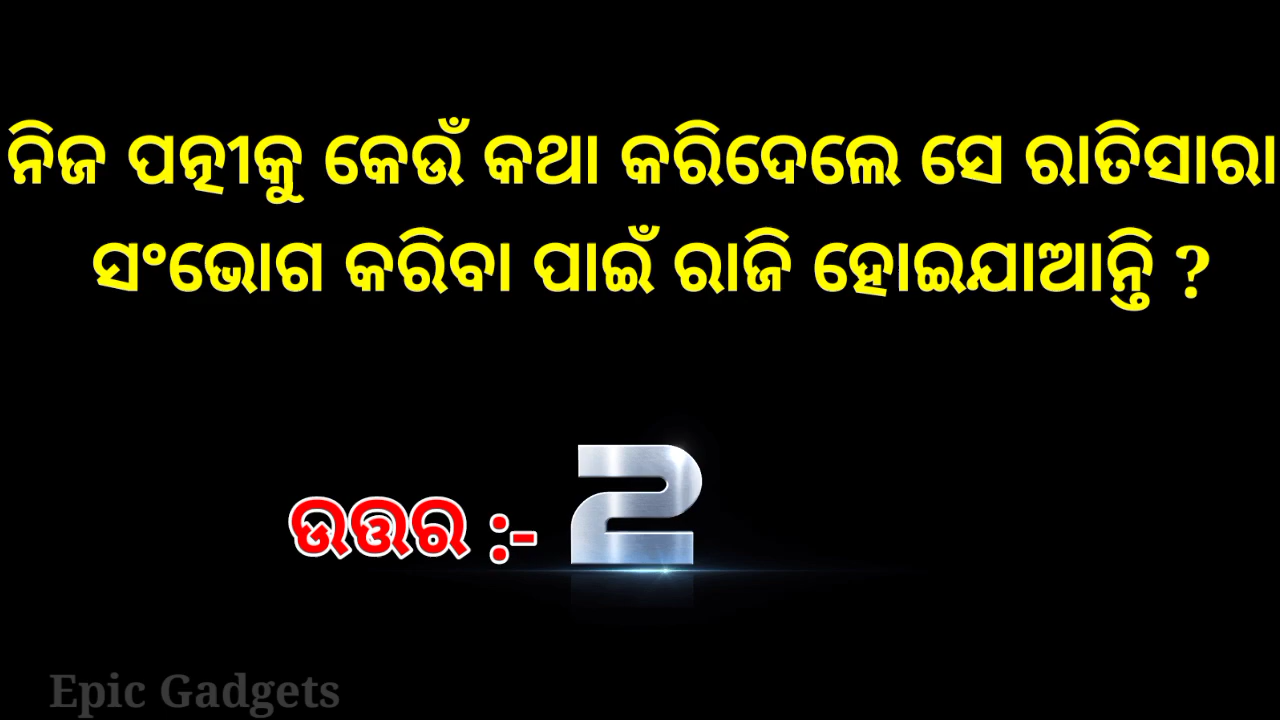 ନିଜ ପତ୍ନୀକୁ କେଉଁ କଥା କରିଦେଲେ ସେ ରାତିସାରା
ସଂଭୋଗ କରିବା ପାଇଁ ରାଜି ହୋଇଯାଆନ୍ତି ?
ଉତ୍ତର :- 2
Epic Gadgets